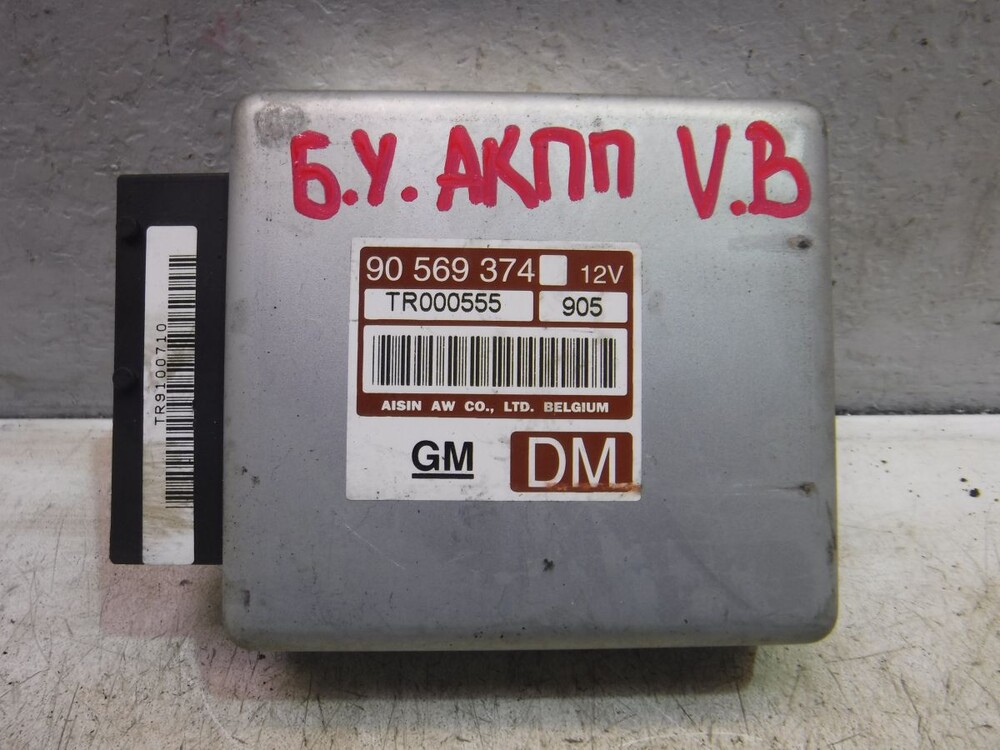 Б.У. АКПП V.B
90 569 374 12V
TR000555 905
AISIN AW CO., LTD. BELGIUM
GM DM
TR9100710